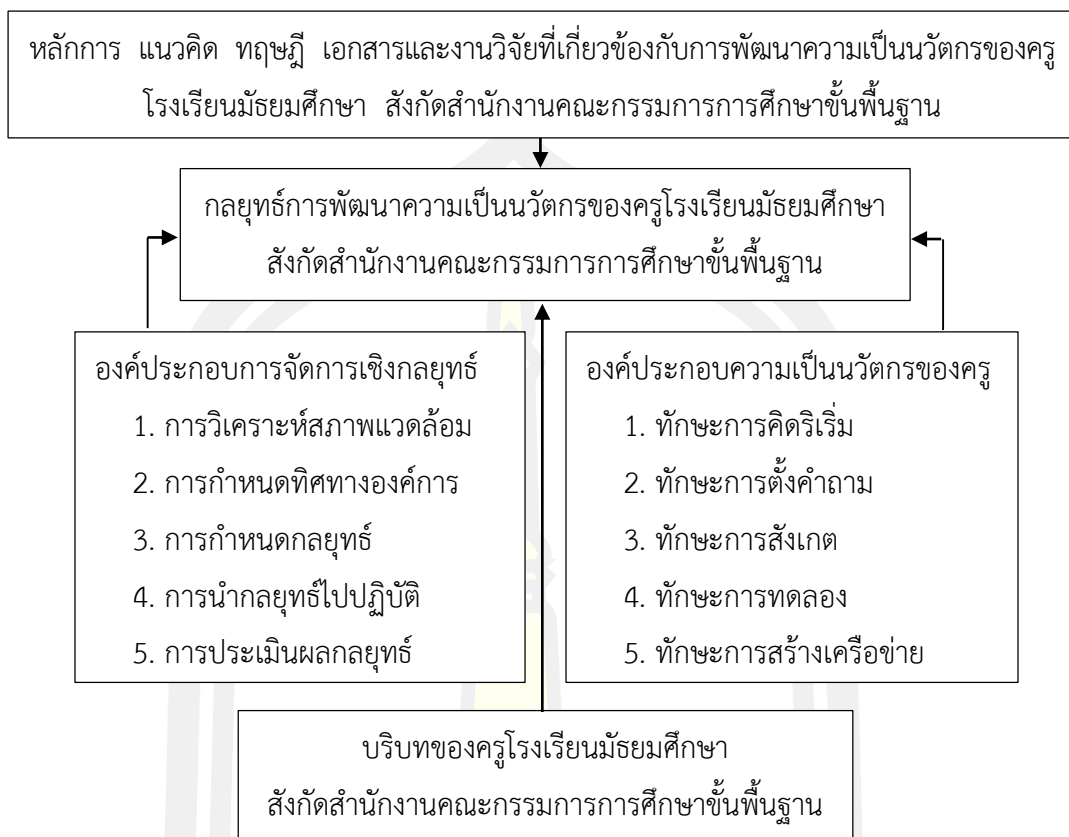 หลักการ แนวคิด ทฤษฎี เอกสารและงานวิจัยที่เกี่ยวข้องกับการพัฒนาความเป็นนวัตกรของครู
โรงเรียนมัธยมศึกษา สังกัดสำนักงานคณะกรรมการการศึกษาขั้นพื้นฐาน
กลยุทธ์การพัฒนาความเป็นนวัตกรของครูโรงเรียนมัธยมศึกษา
สังกัดสำนักงานคณะกรรมการการศึกษาขั้นพื้นฐาน
องค์ประกอบการจัดการเชิงกลยุทธ์
1. การวิเคราะห์สภาพแวดล้อม
2. การกำหนดทิศทางองค์การ
3. การกำหนดกลยุทธ์
4. การนำกลยุทธ์ไปปฏิบัติ
5. การประเมินผลกลยุทธ์
องค์ประกอบความเป็นนวัตกรของครู
1. ทักษะการคิดริเริ่ม
2. ทักษะการตั้งคำถาม
3. ทักษะการสังเกต
4. ทักษะการทดลอง
5. ทักษะการสร้างเครือข่าย
บริบทของครูโรงเรียนมัธยมศึกษา
สังกัดสำนักงานคณะกรรมการการศึกษาขั้นพื้นฐาน